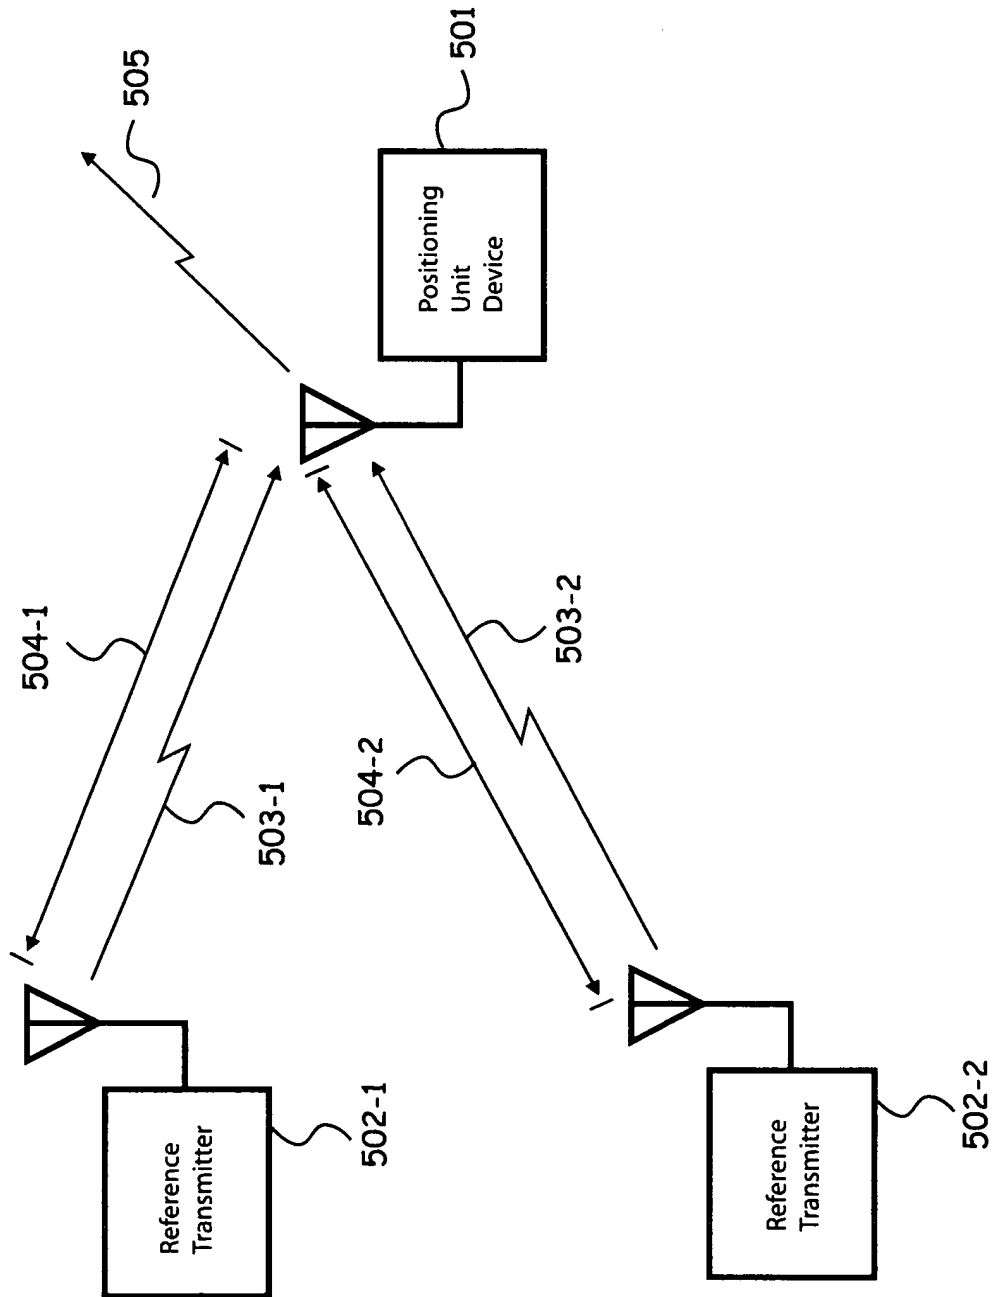 505
501
Positioning
Unit
Device
504-1
503-1
504-2
503-2
Reference
Transmitter
502-1
Reference
Transmitter
502-2